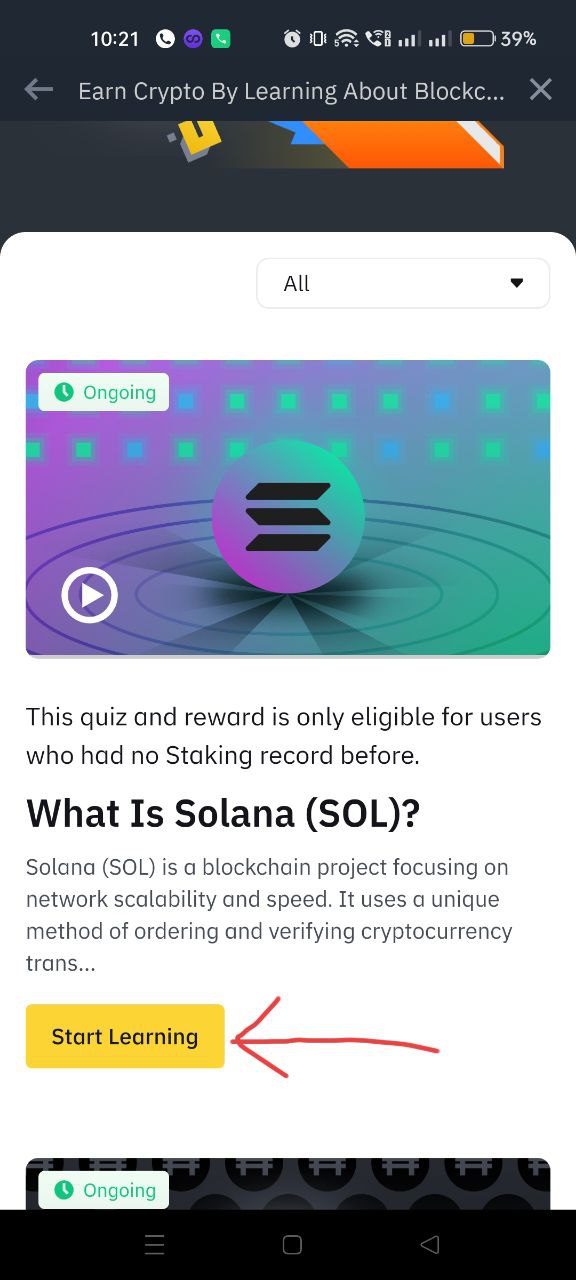 10:21
39%
Earn Crypto By Learning About Blockc...
All
Ongoing
This quiz and reward is only eligible for users
who had no Staking record before.
What Is Solana (SOL)?
Solana (SOL) is a blockchain project focusing on
network scalability and speed. It uses a unique
method of ordering and verifying cryptocurrency
trans...
Start Learning
Ongoing